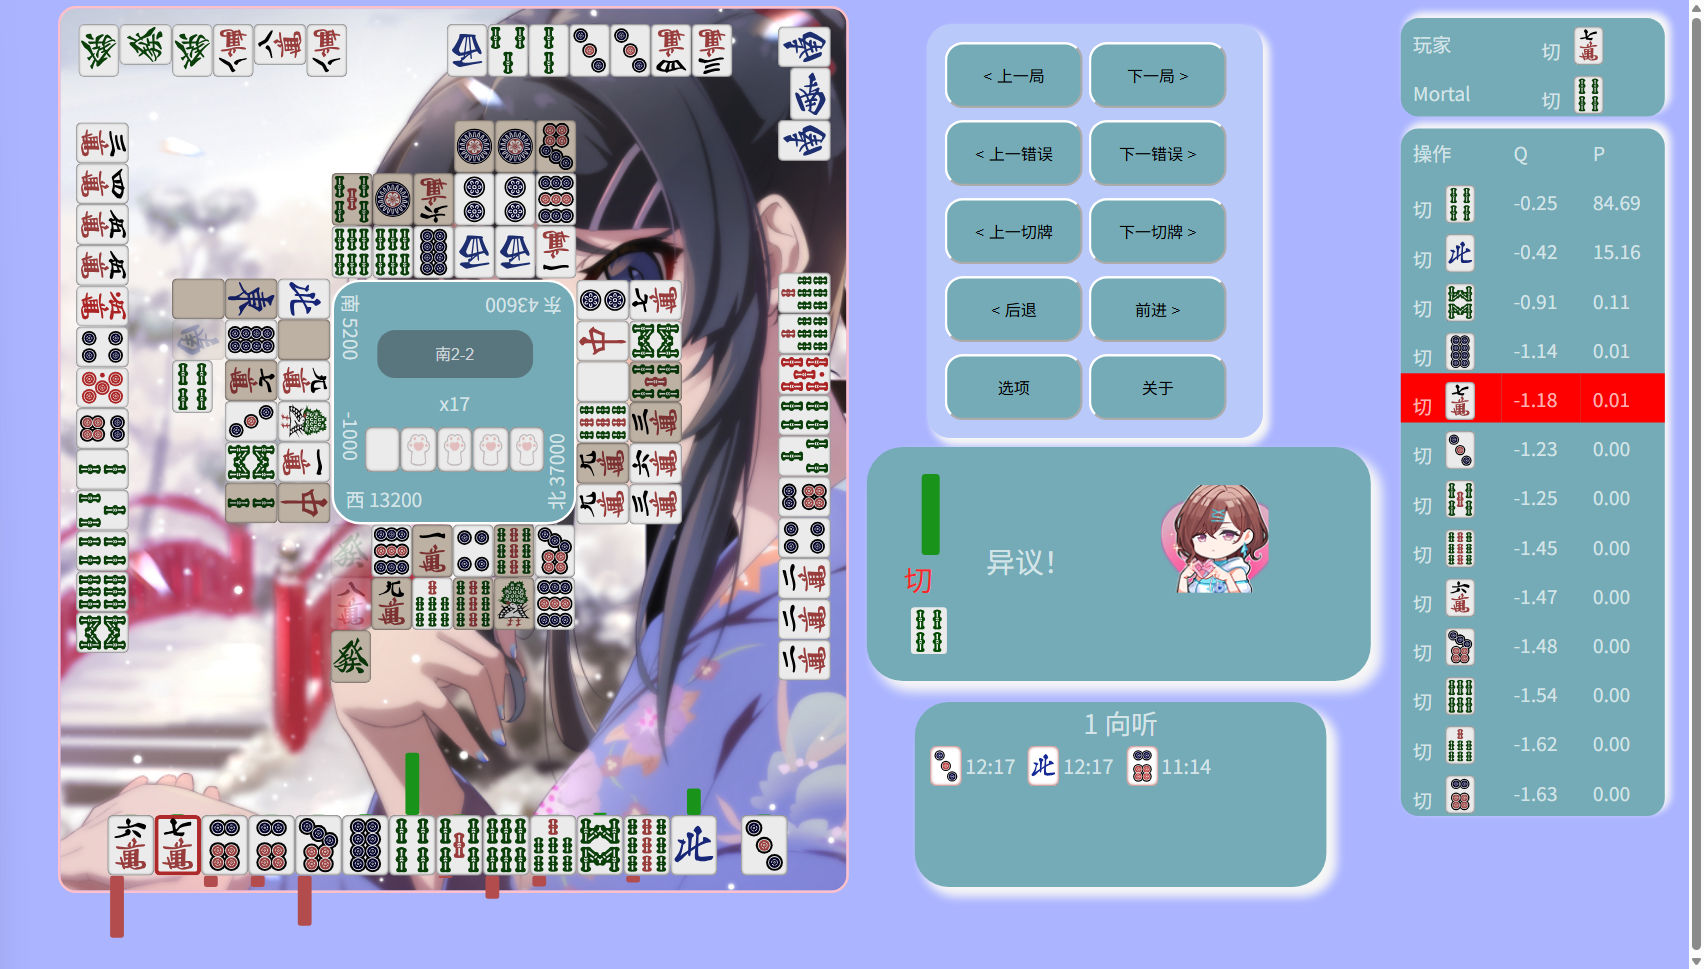 南 5200
东 43600
南2-2
x17
-1000
西 13200
北 37000
< 上一局
下一局 >
< 上一错误
下一错误 >
< 上一切牌
下一切牌 >
< 后退
前进 >
选项
关于
切
异议！
1 向听
12:17
12:17
11:14
玩家 切
Mortal 切
操作 Q P
切 -0.25 84.69
切 -0.42 15.16
切 -0.91 0.11
切 -1.14 0.01
切 -1.18 0.01
切 -1.23 0.00
切 -1.25 0.00
切 -1.45 0.00
切 -1.47 0.00
切 -1.48 0.00
切 -1.54 0.00
切 -1.62 0.00
切 -1.63 0.00